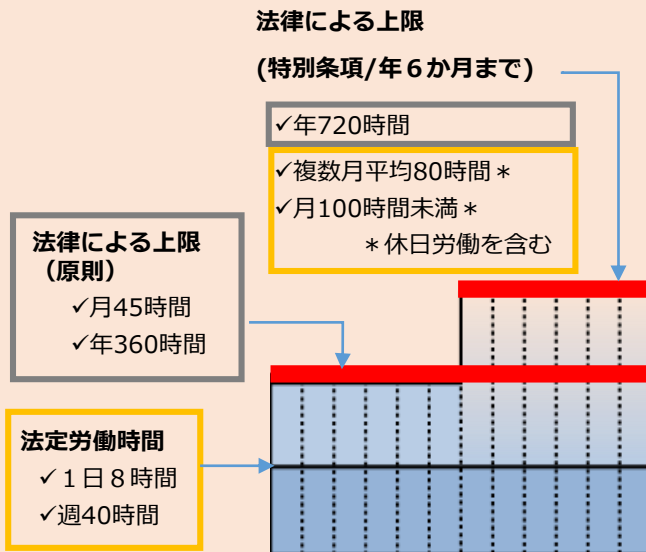 法律による上限
(特別条項/年６か月まで)
✓年720時間
✓複数月平均80時間＊
✓月100時間未満＊
＊休日労働を含む
法律による上限
（原則）
✓月45時間
✓年360時間
法定労働時間
✓１日８時間
✓週40時間